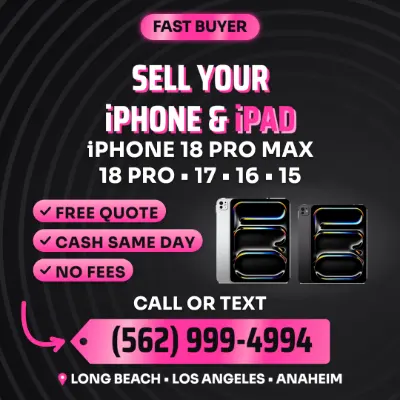 FAST BUYER
SELL YOUR
iPHONE & iPAD
iPHONE 18 PRO MAX
18 PRO ▪ 17 ▪ 16 ▪ 15
✓ FREE QUOTE
✓ CASH SAME DAY
✓ NO FEES
CALL OR TEXT
(562) 999-4994
LONG BEACH ▪ LOS ANGELES ▪ ANAHEIM